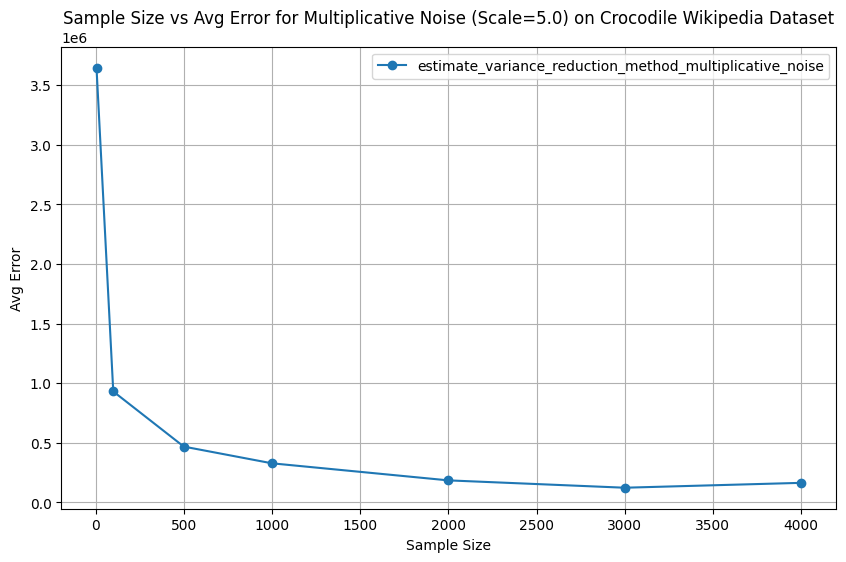 Sample Size vs Avg Error for Multiplicative Noise (Scale=5.0) on Crocodile Wikipedia Dataset
1e6
estimate_variance_reduction_method_multiplicative_noise
3.5
3.0
2.5
2.0
1.5
1.0
0.5
0.0
Avg Error
0 500 1000 1500 2000 2500 3000 3500 4000
Sample Size